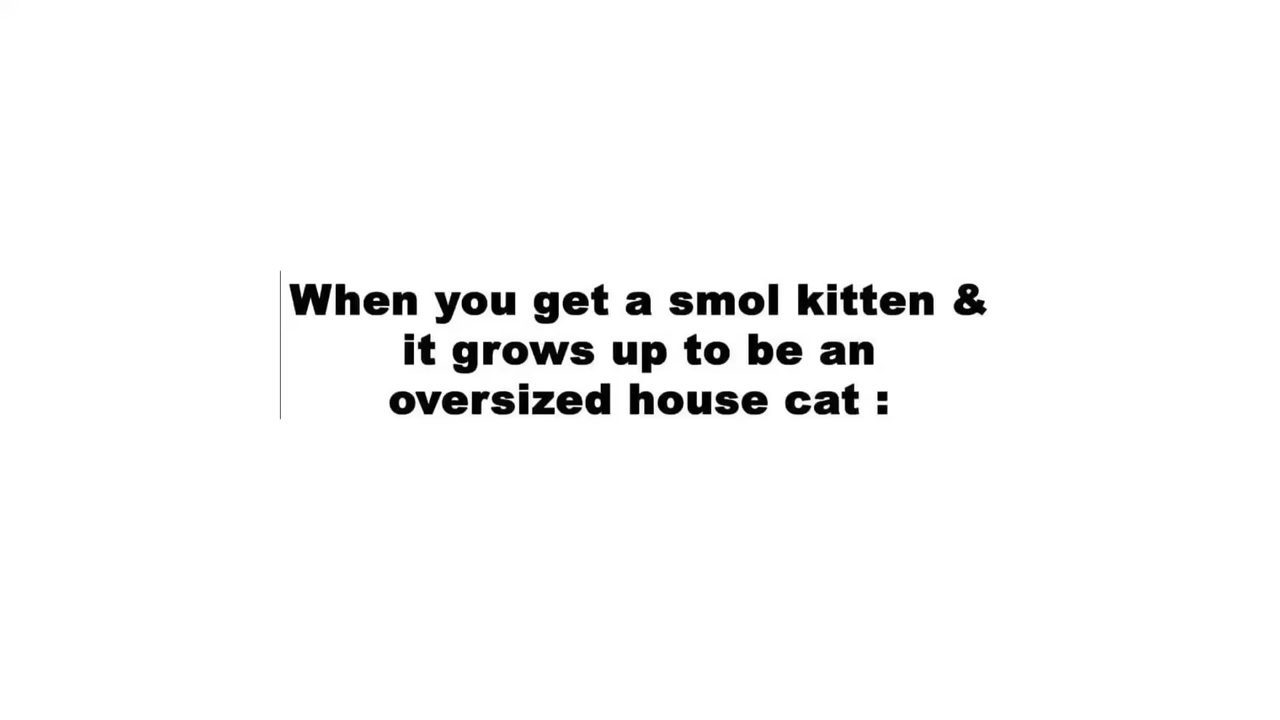 When you get a smol kitten &
it grows up to be an
oversized house cat :